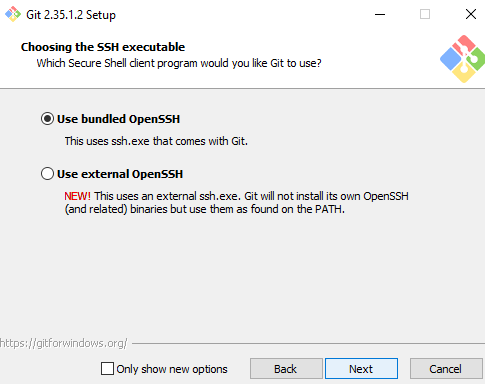 Git 2.35.1.2 Setup
Choosing the SSH executable
Which Secure Shell client program would you like Git to use?
Use bundled OpenSSH
This uses ssh.exe that comes with Git.
Use external OpenSSH
NEW! This uses an external ssh.exe. Git will not install its own OpenSSH
(and related) binaries but use them as found on the PATH.
https://gitforwindows.org/
Only show new options
Back
Next
Cancel